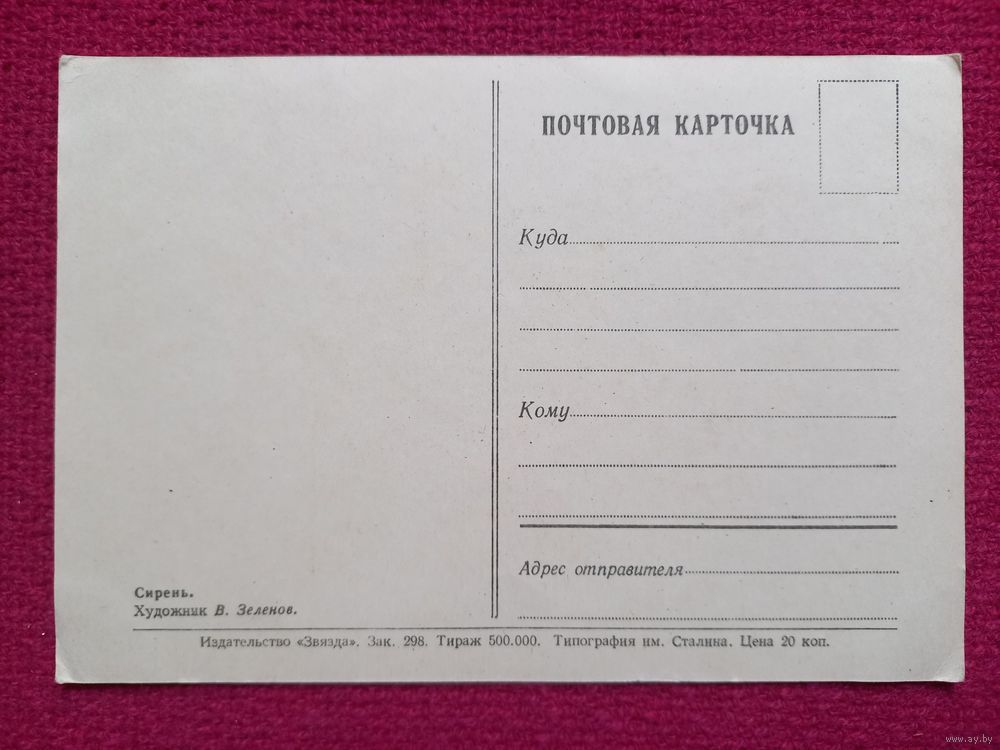 ПОЧТОВАЯ КАРТОЧКА
Куда
Кому
Адрес отправителя
Сирень.
Художник В. Зеленов.
Издательство «Звязда». Зак. 298. Тираж 500.000. Типография им. Сталина. Цена 20 коп.
www.ay.by